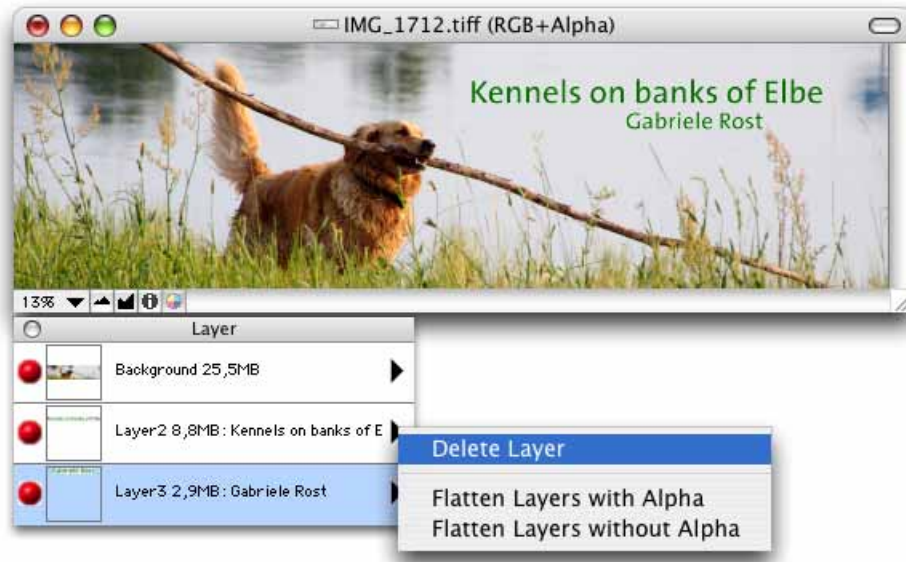 IMG_1712.tiff (RGB+Alpha)
Kennels on banks of Elbe
Gabriele Rost
13%
Layer
Background 25,5MB
Layer2 8,8MB: Kennels on banks of E
Layer3 2,9MB: Gabriele Rost
Delete Layer
Flatten Layers with Alpha
Flatten Layers without Alpha